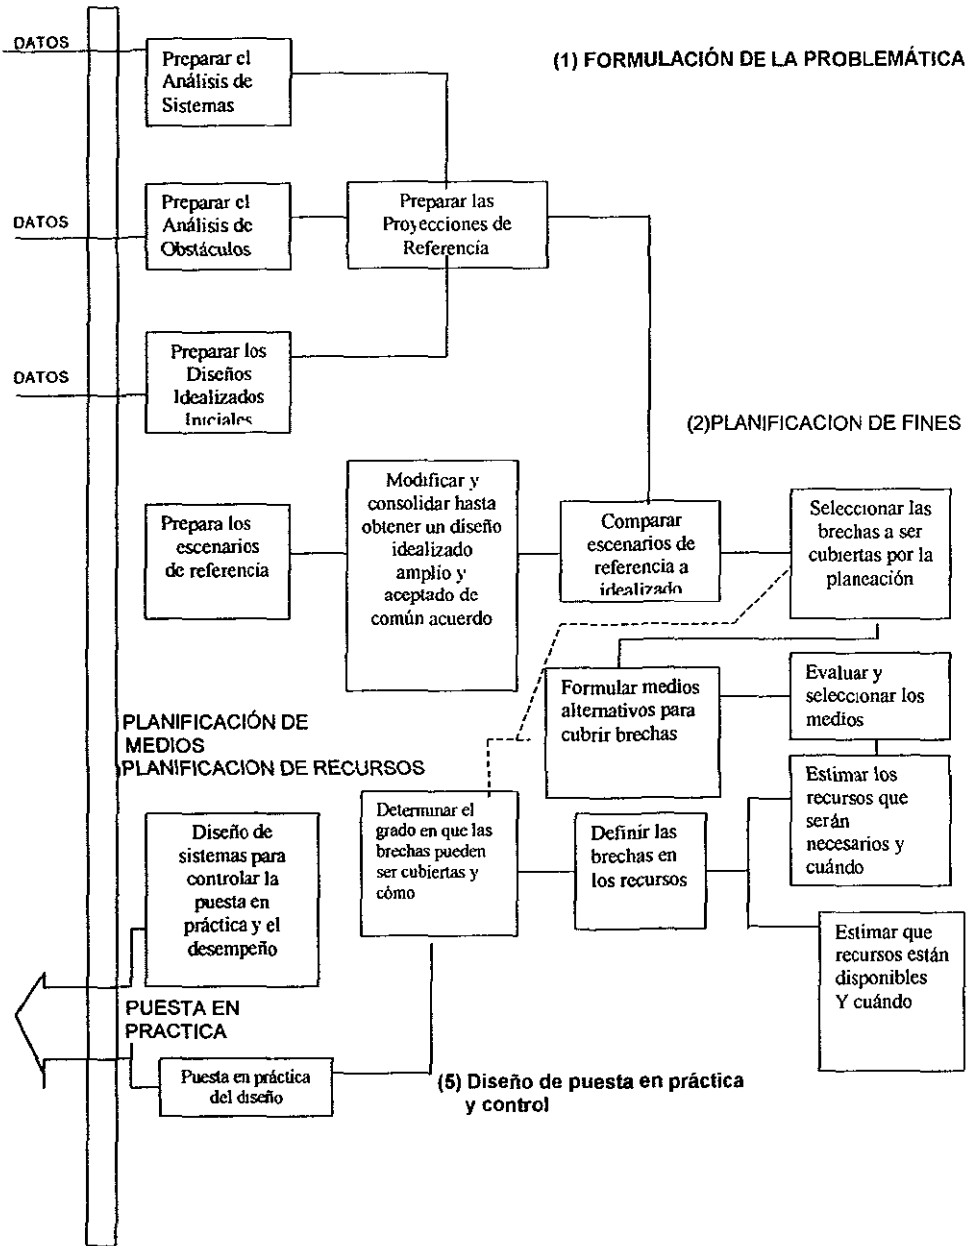 DATOS
Preparar el
Análisis de
Sistemas
(1) FORMULACIÓN DE LA PROBLEMÁTICA
DATOS
Preparar el
Análisis de
Obstáculos
Preparar las
Proyecciones de
Referencia
DATOS
Preparar los
Diseños
Idealizados
Iniciales
(2)PLANIFICACION DE FINES
Prepara los
escenarios
de referencia
Modificar y
consolidar hasta
obtener un diseño
idealizado
amplio y
aceptado de
común acuerdo
Comparar
escenarios de
referencia a
idealizado
Seleccionar las
brechas a ser
cubiertas por la
planeación
Formular medios
alternativos para
cubrir brechas
Evaluar y
seleccionar los
medios
PLANIFICACIÓN DE
MEDIOS
PLANIFICACION DE RECURSOS
Diseño de
sistemas para
controlar la
puesta en
práctica y el
desempeño
Determinar el
grado en que las
brechas pueden
ser cubiertas y
cómo
Definir las
brechas en
los recursos
Estimar los
recursos que
serán
necesarios y
cuándo
Estimar que
recursos están
disponibles
Y cuándo
PUESTA EN
PRACTICA
Puesta en práctica
del diseño
(5) Diseño de puesta en práctica
y control